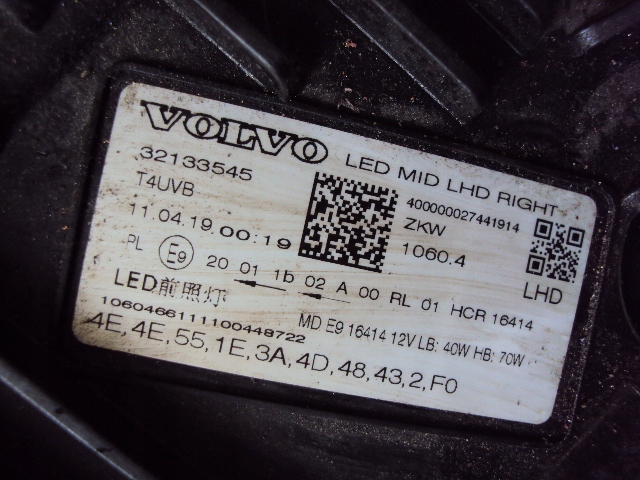 VOLVO LED MID LHD RIGHT
32133545 400000027441914
T4UVB ZKW
11.04.19 00:19 1060.4
LHD
PL E9 20 01 1b 02 A 00 RL 01 HCR 16414
LED前照灯 MD E9 16414 12V LB: 40W HB: 70W
1060466111100448722
4E, 4E, 55, 1E, 3A, 4D, 48, 43, 2, F0